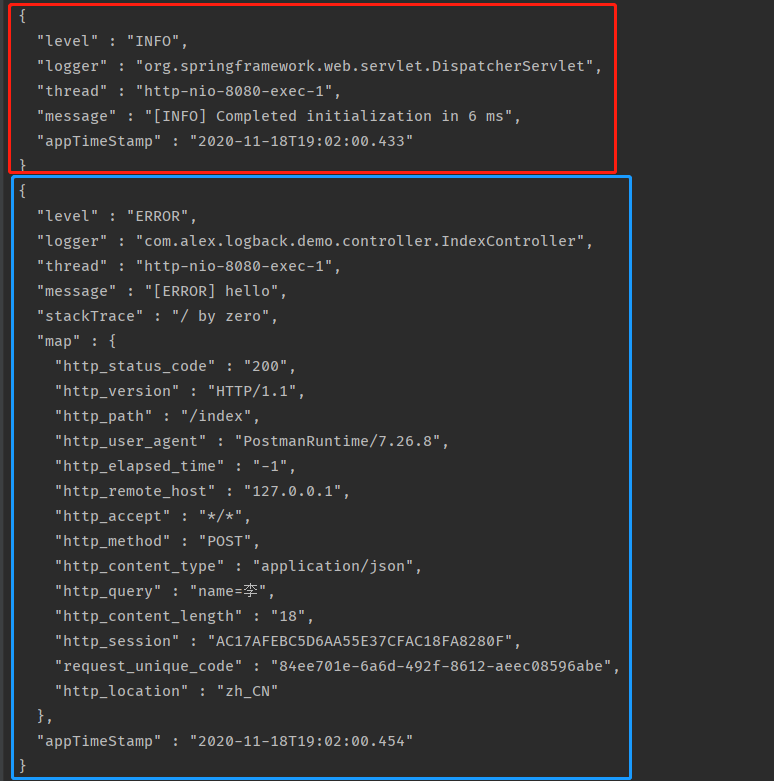 {
  "level" : "INFO",
  "logger" : "org.springframework.web.servlet.DispatcherServlet",
  "thread" : "http-nio-8080-exec-1",
  "message" : "[INFO] Completed initialization in 6 ms",
  "appTimeStamp" : "2020-11-18T19:02:00.433"
}
{
  "level" : "ERROR",
  "logger" : "com.alex.logback.demo.controller.IndexController",
  "thread" : "http-nio-8080-exec-1",
  "message" : "[ERROR] hello",
  "stackTrace" : "/ by zero",
  "map" : {
    "http_status_code" : "200",
    "http_version" : "HTTP/1.1",
    "http_path" : "/index",
    "http_user_agent" : "PostmanRuntime/7.26.8",
    "http_elapsed_time" : "-1",
    "http_remote_host" : "127.0.0.1",
    "http_accept" : "*/*",
    "http_method" : "POST",
    "http_content_type" : "application/json",
    "http_query" : "name=李",
    "http_content_length" : "18",
    "http_session" : "AC17AFEBC5D6AA55E37CFAC18FA8280F",
    "request_unique_code" : "84ee701e-6a6d-492f-8612-aeec08596abe",
    "http_location" : "zh_CN"
  },
  "appTimeStamp" : "2020-11-18T19:02:00.454"
}